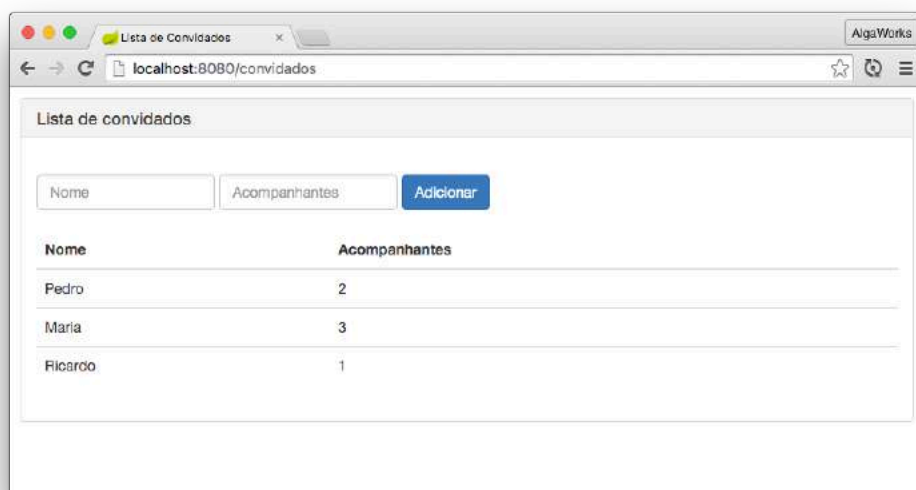 Lista de Convidados
AlgaWorks
localhost:8080/convidados
Lista de convidados
Nome Acompanhantes Adicionar
Nome Acompanhantes
Pedro 2
Maria 3
Ricardo 1